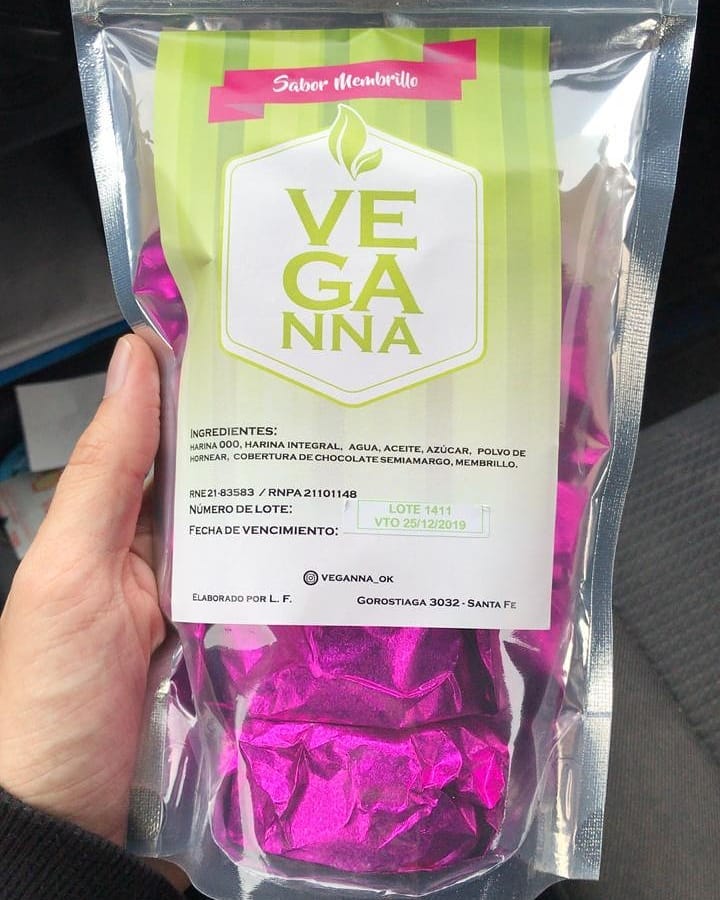 Sabor Membrillo
VE
GA
NNA
INGREDIENTES:
HARINA 000, HARINA INTEGRAL, AGUA, ACEITE, AZÚCAR, POLVO DE
HORNEAR, COBERTURA DE CHOCOLATE SEMIAMARGO, MEMBRILLO.
RNE 21-83583 / RNPA 21101148
NÚMERO DE LOTE: LOTE 1411
FECHA DE VENCIMIENTO: VTO 25/12/2019
VEGANNA_OK
ELABORADO POR L. F. GOROSTIAGA 3032 - SANTA FE